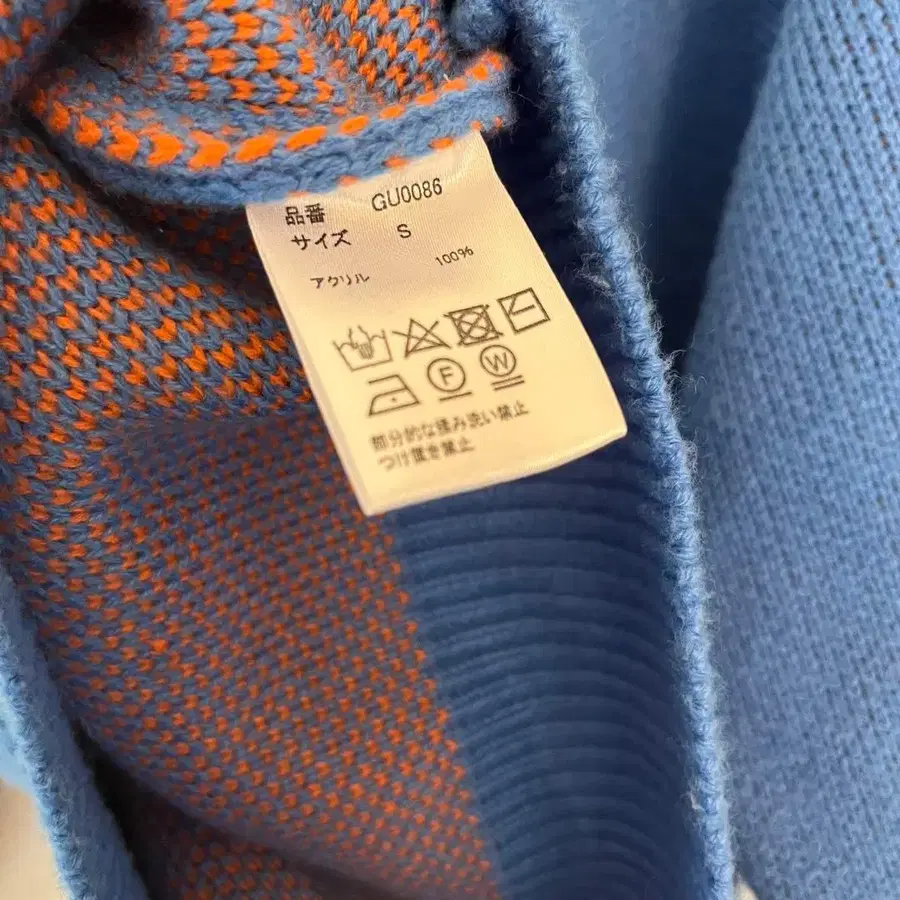 品番 GU0086
サイズ S
アクリル 100%
F W
部分的な揉み洗い禁止
つけ置き禁止